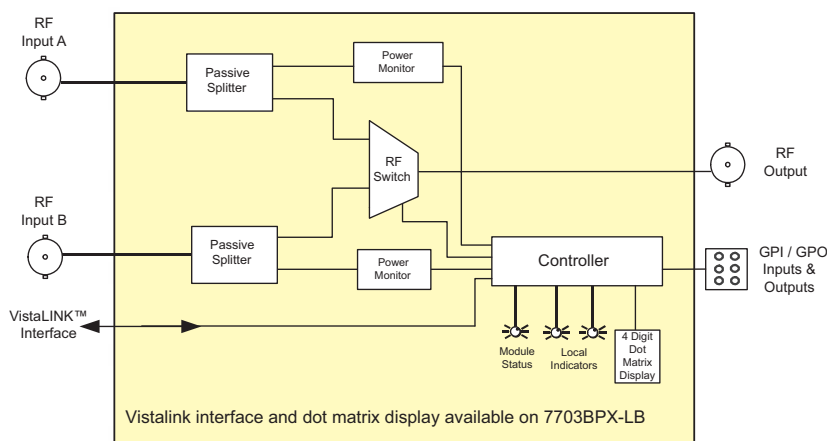 RF
Input A
Passive
Splitter
Power
Monitor
RF
Switch
RF
Output
RF
Input B
Passive
Splitter
Power
Monitor
Controller
GPI / GPO
Inputs &
Outputs
VistaLINK™
Interface
Module
Status
Local
Indicators
4 Digit
Dot
Matrix
Display
Vistalink interface and dot matrix display available on 7703BPX-LB